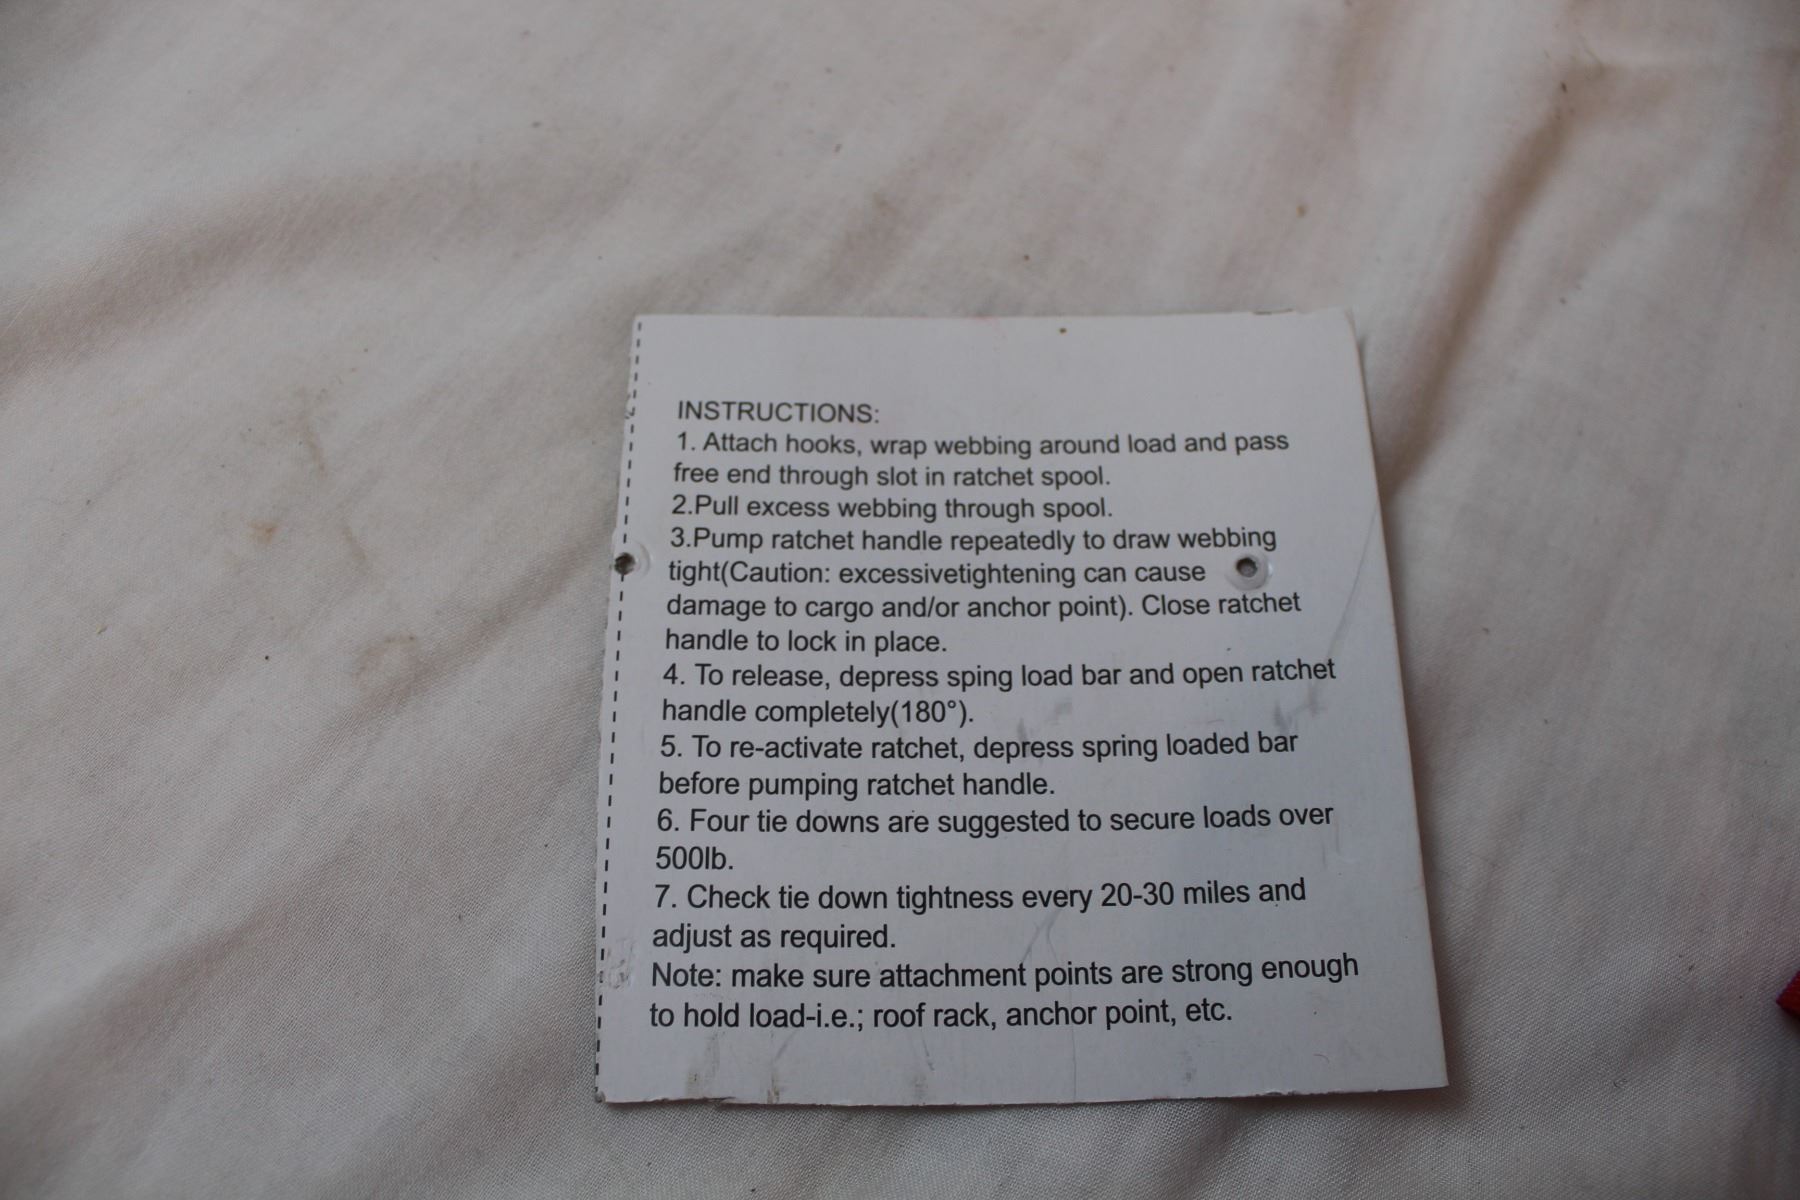 INSTRUCTIONS:
1. Attach hooks, wrap webbing around load and pass
free end through slot in ratchet spool.
2.Pull excess webbing through spool.
3.Pump ratchet handle repeatedly to draw webbing
tight(Caution: excessivetightening can cause
damage to cargo and/or anchor point). Close ratchet
handle to lock in place.
4. To release, depress sping load bar and open ratchet
handle completely(180°).
5. To re-activate ratchet, depress spring loaded bar
before pumping ratchet handle.
6. Four tie downs are suggested to secure loads over
500lb.
7. Check tie down tightness every 20-30 miles and
adjust as required.
Note: make sure attachment points are strong enough
to hold load-i.e.; roof rack, anchor point, etc.